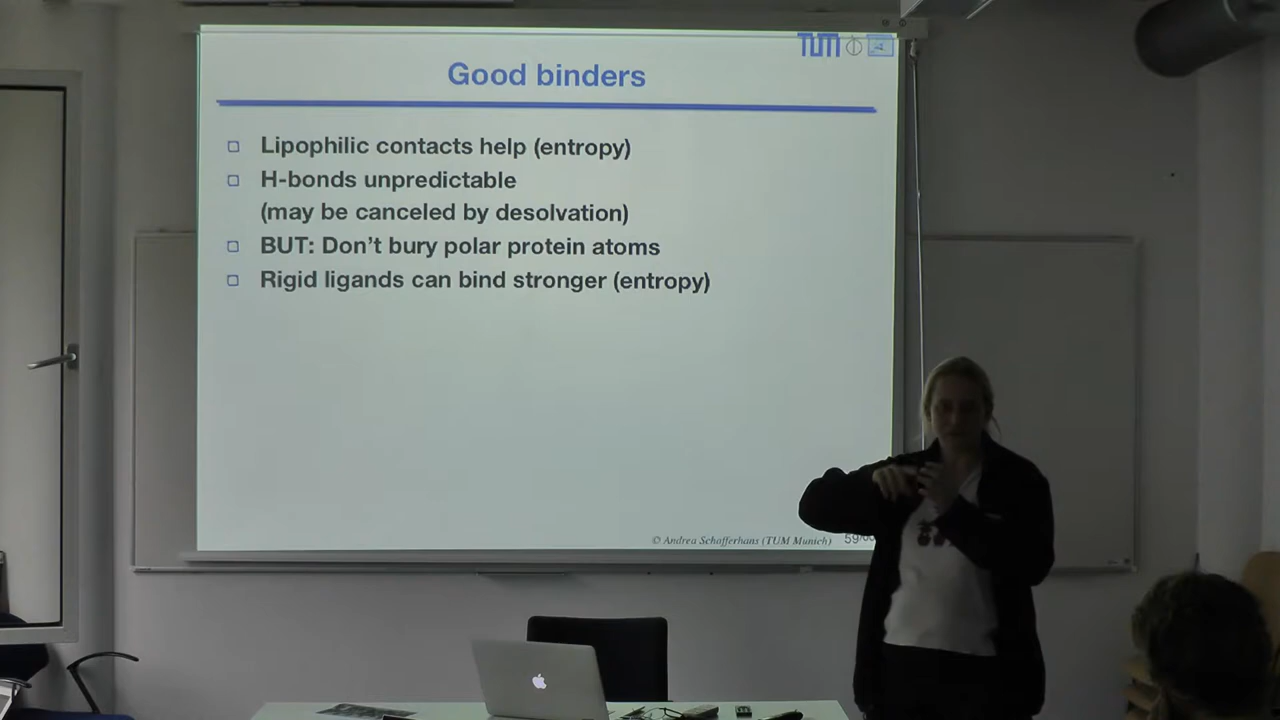 TUM
Good binders
Lipophilic contacts help (entropy)
H-bonds unpredictable
(may be canceled by desolvation)
BUT: Don't bury polar protein atoms
Rigid ligands can bind stronger (entropy)
© Andrea Schafferhans (TUM Munich)